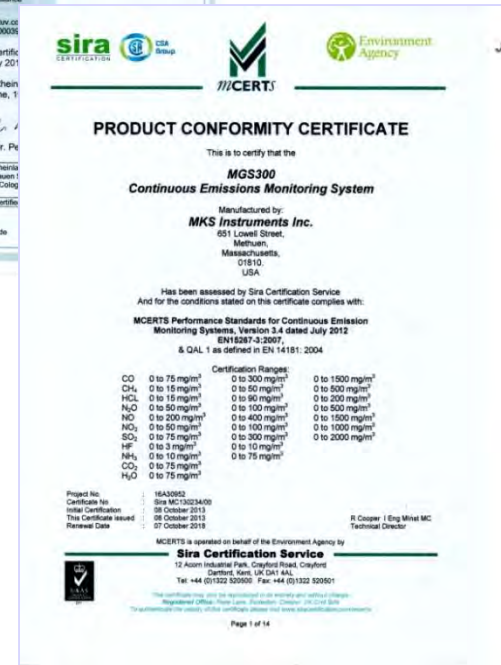 sira
CERTIFICATION
CSA
Group
mCERTS
Environment
Agency
PRODUCT CONFORMITY CERTIFICATE
This is to certify that the
MGS300
Continuous Emissions Monitoring System
Manufactured by:
MKS Instruments Inc.
651 Lowell Street,
Methuen,
Massachusetts,
01810.
USA
Has been assessed by Sira Certification Service
And for the conditions stated on this certificate complies with:
MCERTS Performance Standards for Continuous Emission
Monitoring Systems, Version 3.4 dated July 2012
EN15267-3:2007,
& QAL 1 as defined in EN 14181: 2004
Certification Ranges:
CO 0 to 75 mg/m³ 0 to 300 mg/m³ 0 to 1500 mg/m³
CH₄ 0 to 15 mg/m³ 0 to 50 mg/m³ 0 to 500 mg/m³
HCL 0 to 15 mg/m³ 0 to 90 mg/m³ 0 to 200 mg/m³
N₂O 0 to 50 mg/m³ 0 to 100 mg/m³ 0 to 500 mg/m³
NO 0 to 200 mg/m³ 0 to 400 mg/m³ 0 to 1500 mg/m³
NO₂ 0 to 50 mg/m³ 0 to 100 mg/m³ 0 to 1000 mg/m³
SO₂ 0 to 75 mg/m³ 0 to 300 mg/m³ 0 to 2000 mg/m³
HF 0 to 3 mg/m³ 0 to 10 mg/m³
NH₃ 0 to 10 mg/m³ 0 to 75 mg/m³
CO₂ 0 to 75 mg/m³
H₂O 0 to 75 mg/m³
Project No. : 16A30952
Certificate No : Sira MC130234/00
Initial Certification : 08 October 2013
This Certificate issued : 08 October 2013
Renewal Date : 07 October 2018
R Cooper I Eng MInst MC
Technical Director
MCERTS is operated on behalf of the Environment Agency by
Sira Certification Service
12 Acorn Industrial Park, Crayford Road, Crayford
Dartford, Kent, UK DA1 4AL
Tel: +44 (0)1322 520500 Fax: +44 (0)1322 520501
UKAS
This certificate may only be reproduced in its entirety and without change
Page 1 of 14